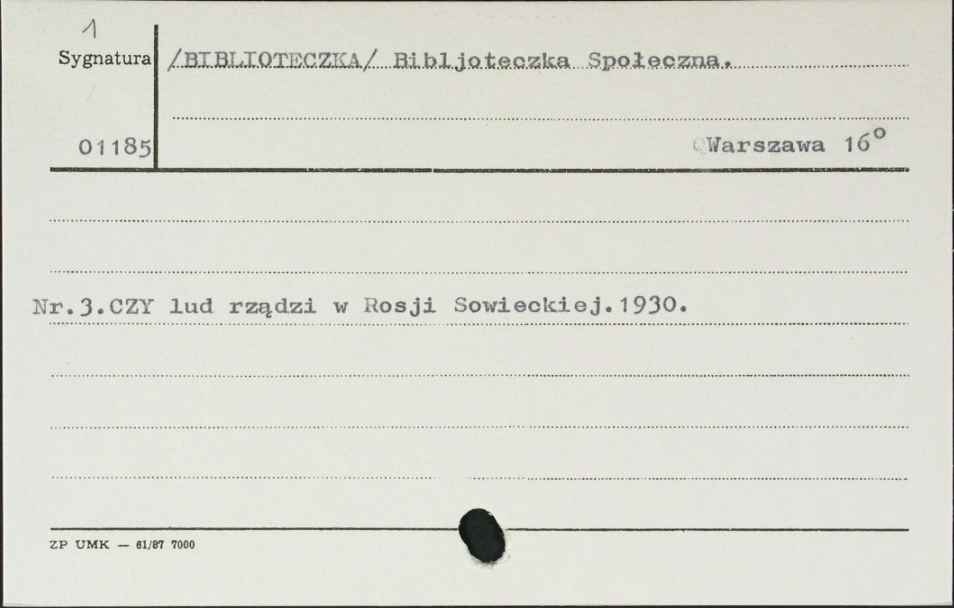 1
Sygnatura /BIBLIOTECZKA/ Bibljoteczka Społeczna.
01185 Warszawa 16°
Nr.3.CZY lud rządzi w Rosji Sowieckiej.1930.
ZP UMK — 61/87 7000